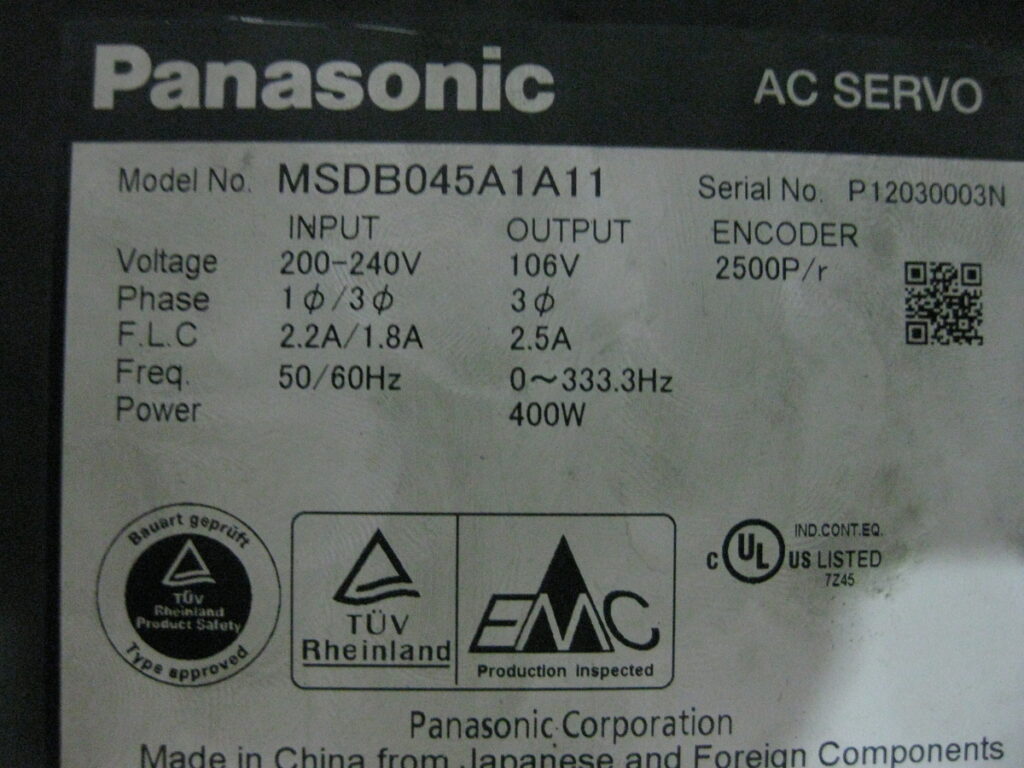 Panasonic AC SERVO
Model No. MSDB045A1A11 Serial No. P12030003N
INPUT OUTPUT ENCODER
Voltage 200-240V 106V 2500P/r
Phase 1ϕ/3ϕ 3ϕ
F.L.C 2.2A/1.8A 2.5A
Freq. 50/60Hz 0～333.3Hz
Power 400W
Bauart geprüft
TÜV
Rheinland
Product Safety
Type approved
TÜV
Rheinland
EMC
Production Inspected
C UL US LISTED
IND.CONT.EQ.
7Z45
Panasonic Corporation
Made in China from Japanese and Foreign Components